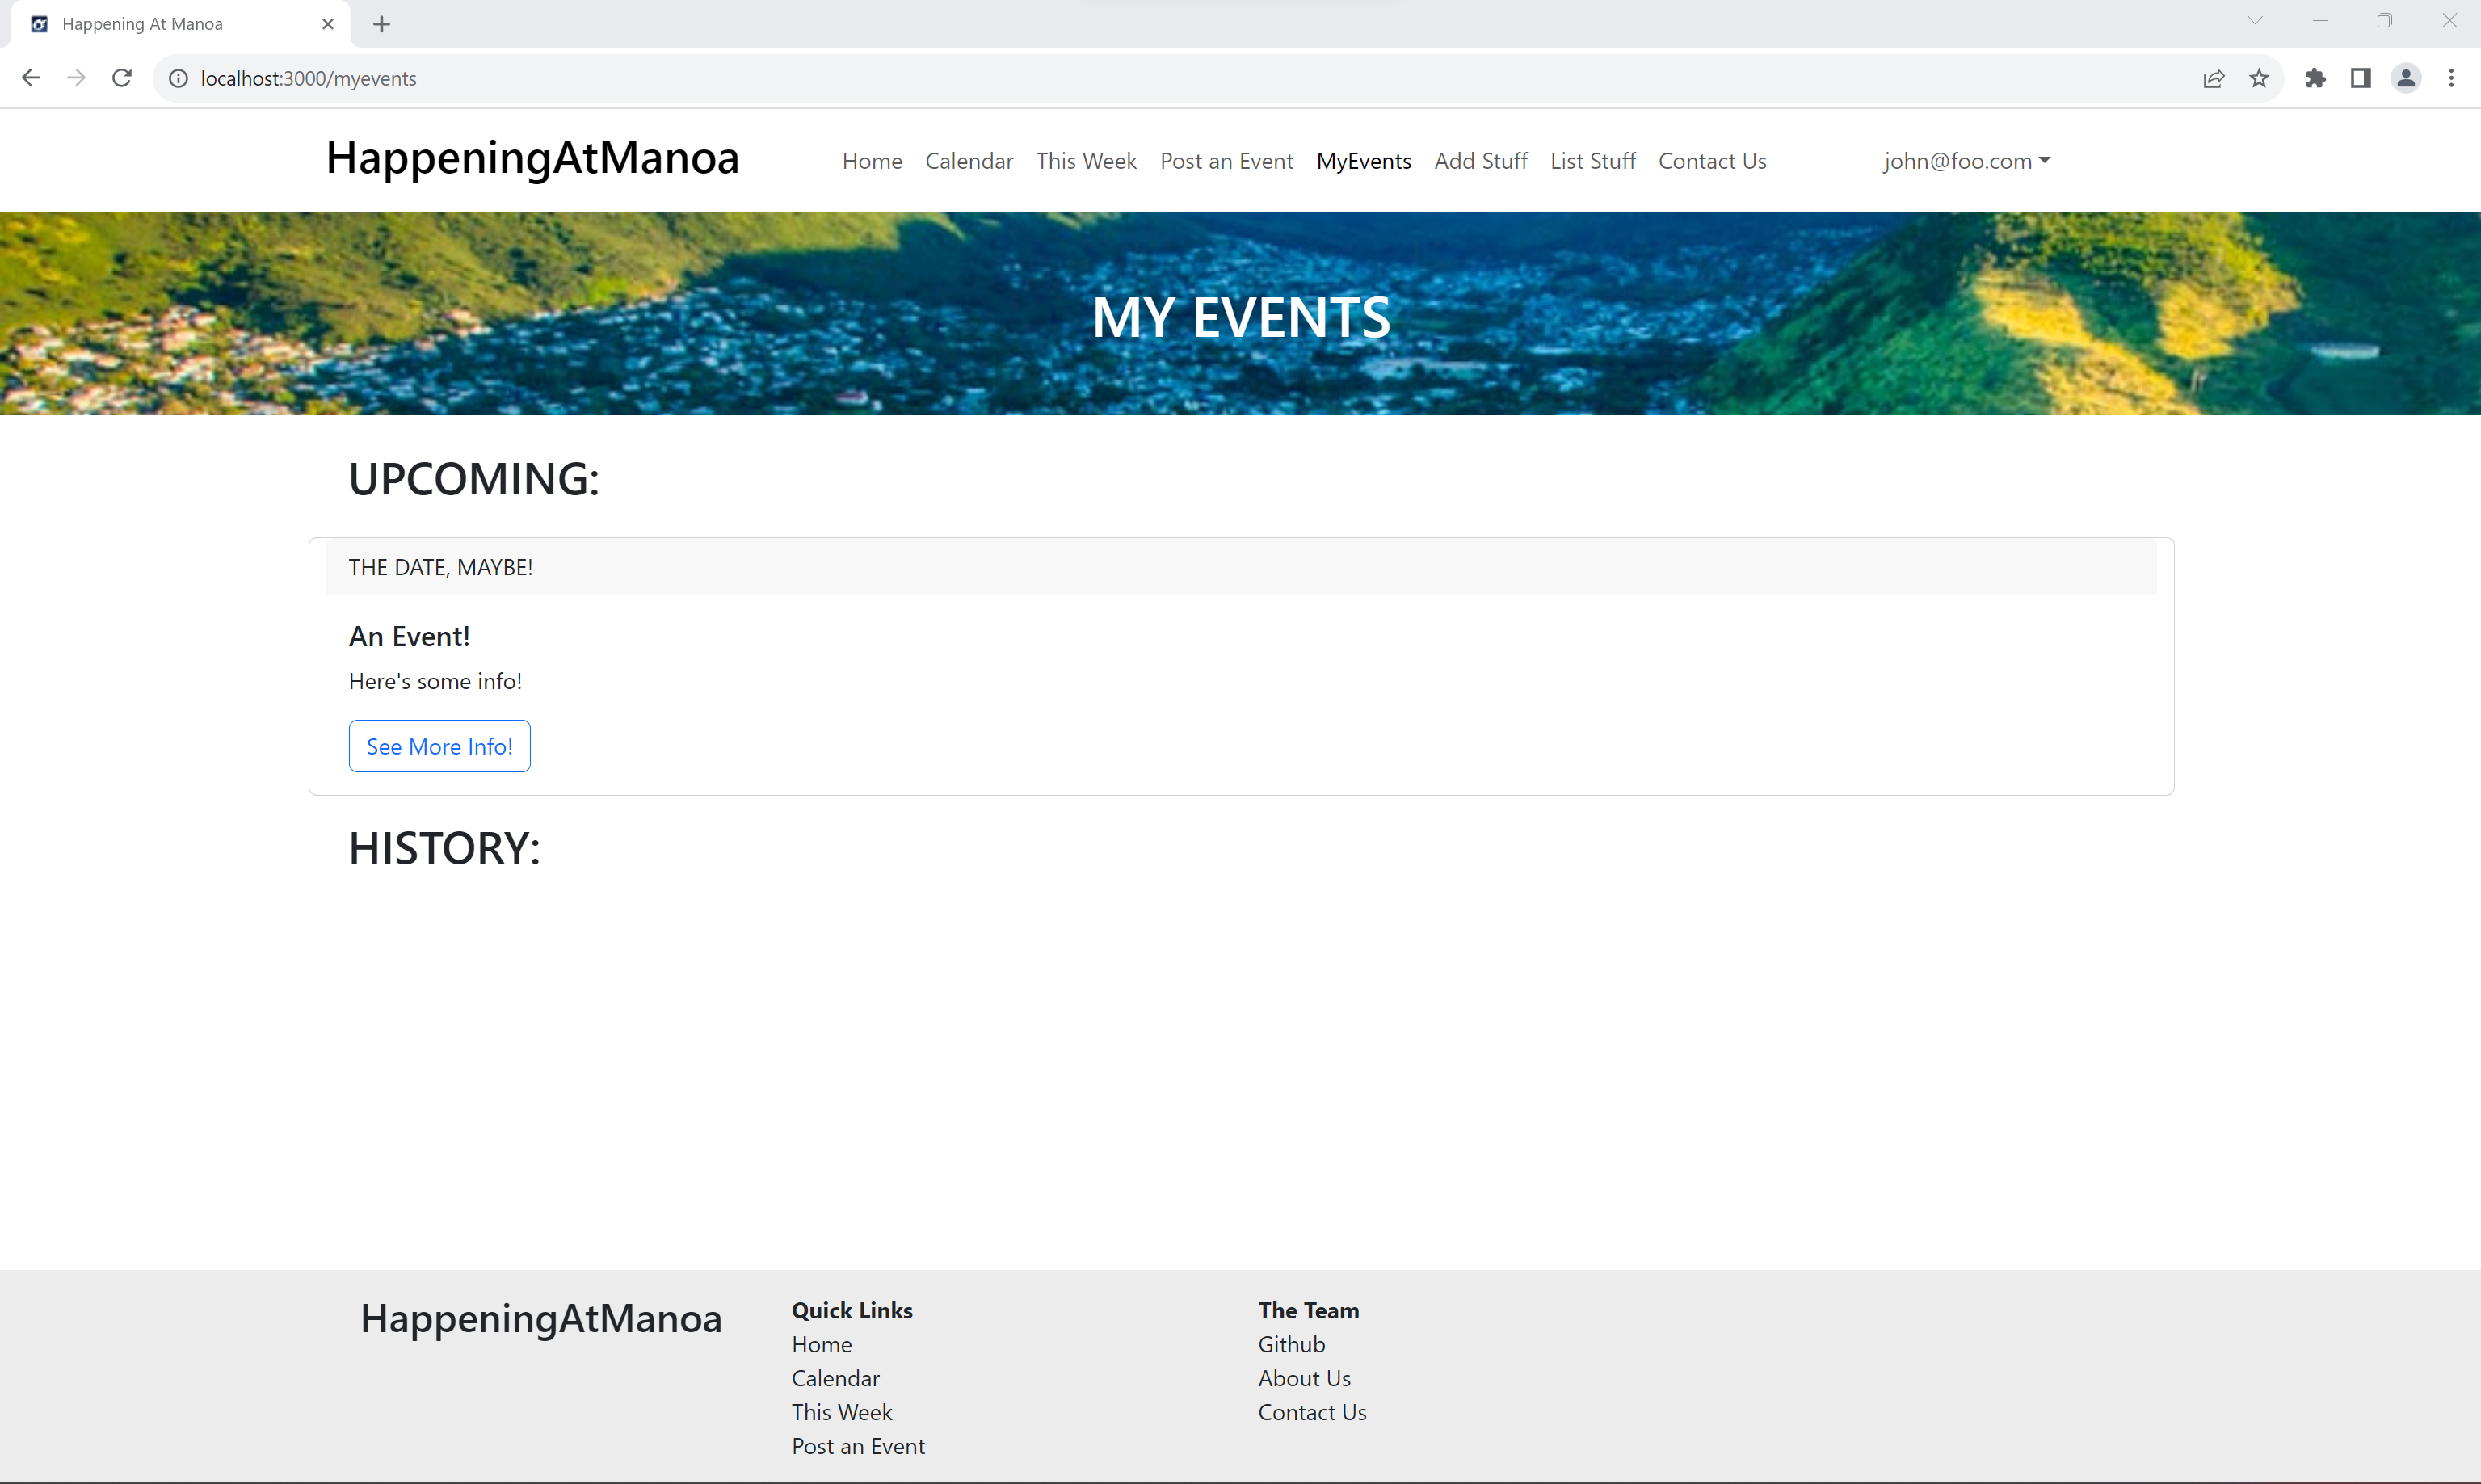 Happening At Manoa
localhost:3000/myevents
HappeningAtManoa Home Calendar This Week Post an Event MyEvents Add Stuff List Stuff Contact Us john@foo.com
MY EVENTS
UPCOMING:
THE DATE, MAYBE!
An Event!
Here's some info!
See More Info!
HISTORY:
HappeningAtManoa
Quick Links
Home
Calendar
This Week
Post an Event
The Team
Github
About Us
Contact Us